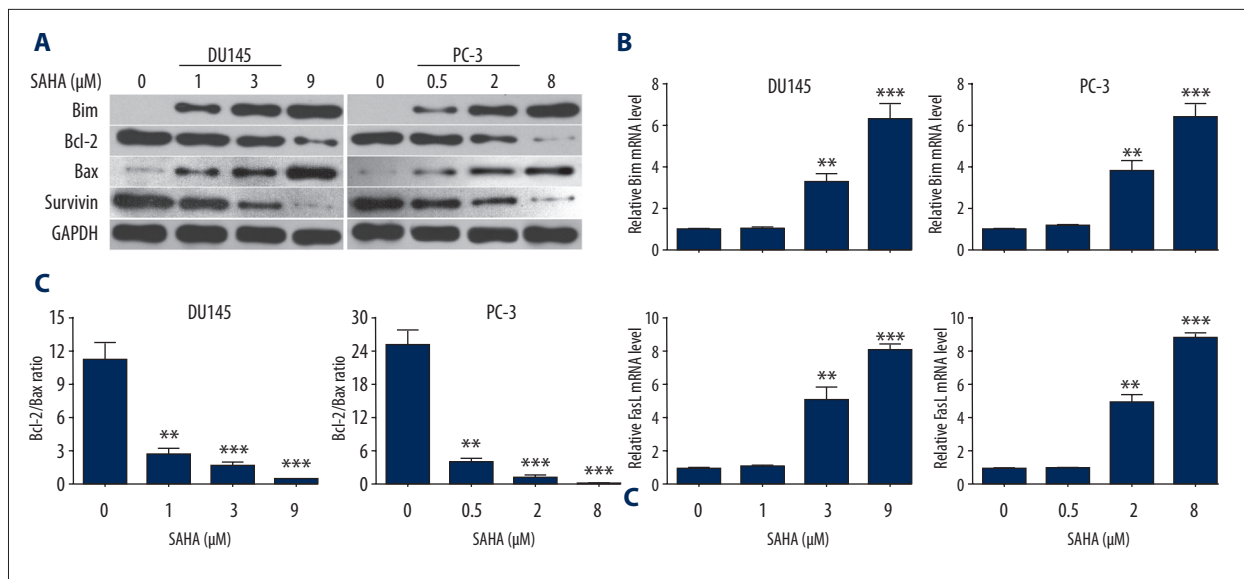 A
DU145
PC-3
SAHA (µM) 0 1 3 9 0 0.5 2 8
Bim
Bcl-2
Bax
Survivin
GAPDH
B
DU145
PC-3
Relative Bim mRNA level
8
6
4
2
0
**
***
Relative Bim mRNA level
8
6
4
2
0
**
***
C
DU145
Bcl-2/Bax ratio
15
12
9
6
3
0
**
***
***
0 1 3 9
SAHA (µM)
PC-3
Bcl-2/Bax ratio
30
24
18
12
6
0
**
***
***
0 0.5 2 8
SAHA (µM)
C
Relative FasL mRNA level
10
8
6
4
2
0
**
***
0 1 3 9
SAHA (µM)
Relative FasL mRNA level
10
8
6
4
2
0
**
***
0 0.5 2 8
SAHA (µM)